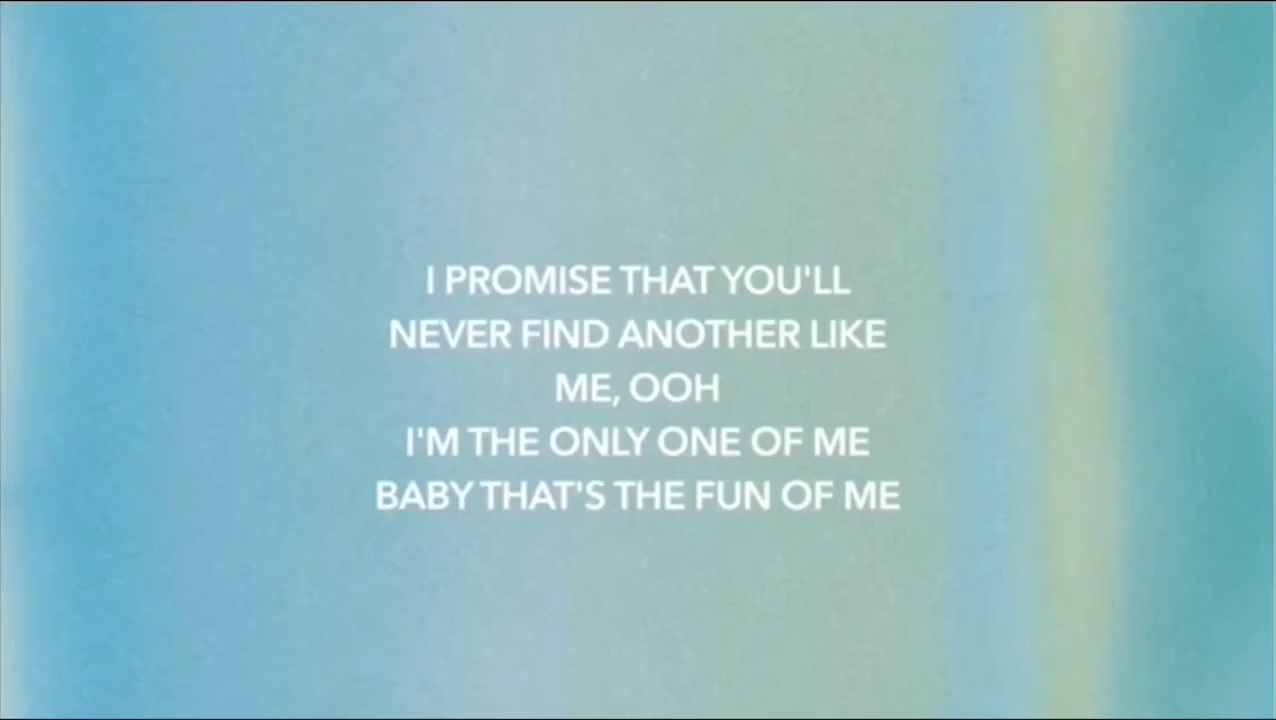 I PROMISE THAT YOU'LL
NEVER FIND ANOTHER LIKE
ME, OOH
I'M THE ONLY ONE OF ME
BABY THAT'S THE FUN OF ME